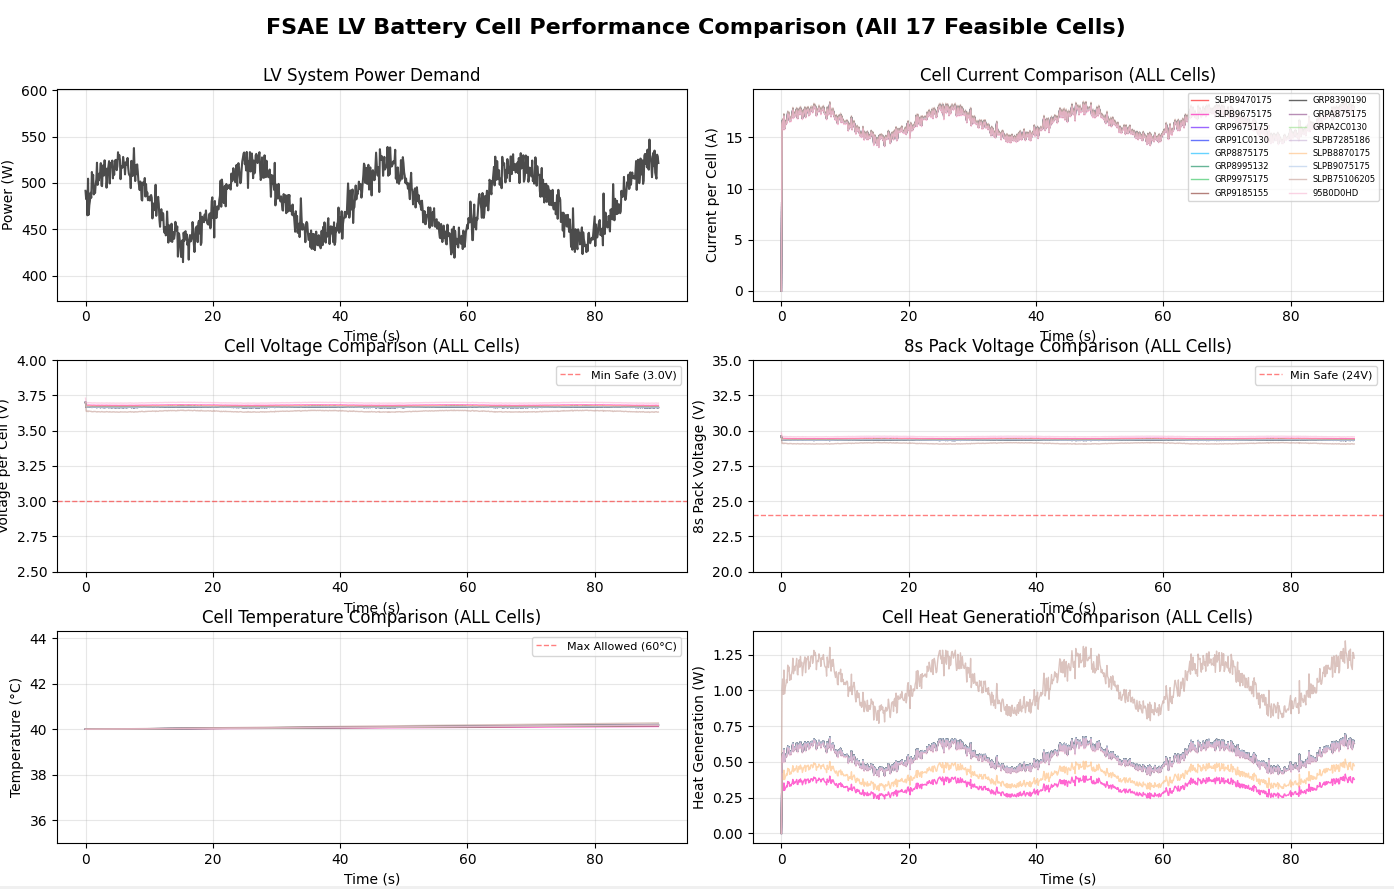 FSAE LV Battery Cell Performance Comparison (All 17 Feasible Cells)
LV System Power Demand
Power (W)
600
550
500
450
400
0 20 40 60 80
Time (s)
Cell Current Comparison (ALL Cells)
Current per Cell (A)
15
10
5
0
SLPB9470175 GRP8390190
SLPB9675175 GRPA875175
GRP9675175 GRPA2C0130
GRP91C0130 SLPB7285186
GRP8875175 SLPB8870175
GRP8995132 SLPB9075175
GRP9975175 SLPB75106205
GRP9185155 95B0D0HD
0 20 40 60 80
Time (s)
Cell Voltage Comparison (ALL Cells)
Voltage per Cell (V)
4.00
3.75
3.50
3.25
3.00
2.75
2.50
Min Safe (3.0V)
0 20 40 60 80
Time (s)
8s Pack Voltage Comparison (ALL Cells)
8s Pack Voltage (V)
35.0
32.5
30.0
27.5
25.0
22.5
20.0
Min Safe (24V)
0 20 40 60 80
Time (s)
Cell Temperature Comparison (ALL Cells)
Temperature (°C)
44
42
40
38
36
Max Allowed (60°C)
0 20 40 60 80
Time (s)
Cell Heat Generation Comparison (ALL Cells)
Heat Generation (W)
1.25
1.00
0.75
0.50
0.25
0.00
0 20 40 60 80
Time (s)